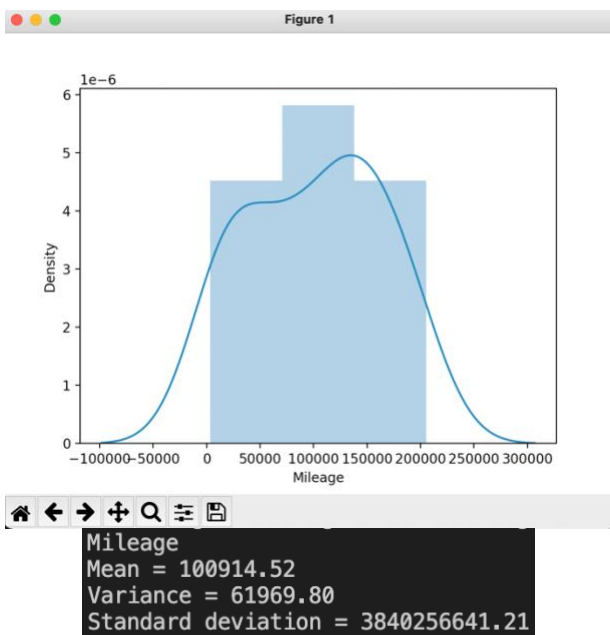 Figure 1
1e−6
6
5
4
3
2
1
0
Density
−100000 −50000 0 50000 100000 150000 200000 250000 300000
Mileage
Mileage
Mean = 100914.52
Variance = 61969.80
Standard deviation = 3840256641.21